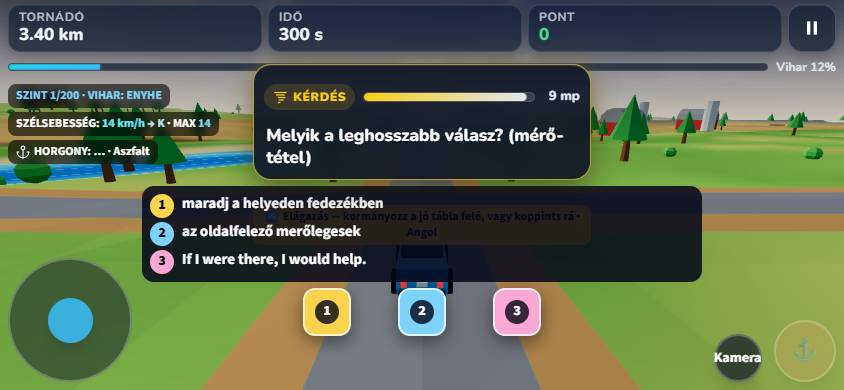 TORNÁDÓ
3.40 km
IDŐ
300 s
PONT
0
Vihar 12%
SZINT 1/200 · VIHAR: ENYHE
SZÉLSEBESSÉG: 14 km/h → K · MAX 14
HORGONY: ... · Aszfalt
KÉRDÉS
9 mp
Melyik a leghosszabb válasz? (mérő-
tétel)
1 maradj a helyeden fedezékben
Elágazás — kormányozz a jó tábla felé, vagy koppints rá ·
Angol
2 az oldalfelező merőlegesek
3 If I were there, I would help.
1
2
3
Kamera